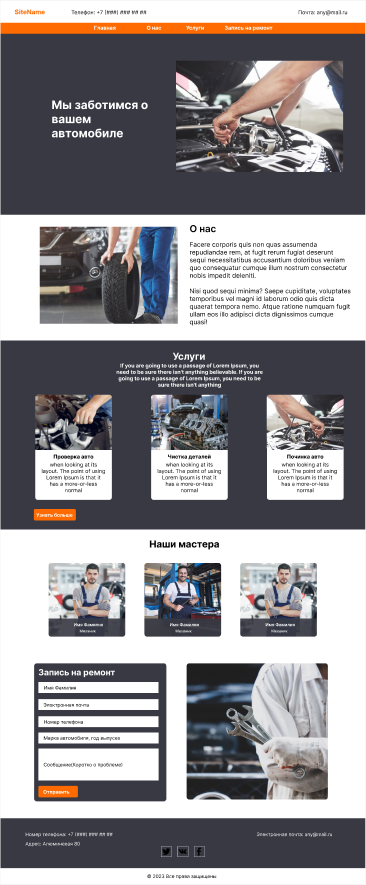 SiteName Телефон: +7 (###) ### ## ## Почта: any@mail.ru
Главная О нас Услуги Запись на ремонт
Мы заботимся о
вашем
автомобиле
О нас
Facere corporis quis non quas assumenda
repudiandae rem, at fugit rerum fugiat deserunt
sequi necessitatibus accusantium doloribus veniam
quo consequatur cumque illum nostrum consectetur
nobis impedit deleniti.
Nisi quod sequi minima? Saepe cupiditate, voluptates
temporibus vel magni id laborum odio quis dicta
quaerat tempora nemo. Atque ratione numquam fugit
ullam eos illo adipisci dicta dignissimos cumque
quasi!
Услуги
If you are going to use a passage of Lorem Ipsum, you
need to be sure there isn't anything believable. If you are
going to use a passage of Lorem Ipsum, you need to be
sure there isn't anything
Проверка авто
when looking at its
layout. The point of using
Lorem Ipsum is that it
has a more-or-less
normal
Чистка деталей
when looking at its
layout. The point of using
Lorem Ipsum is that it
has a more-or-less
normal
Починка авто
when looking at its
layout. The point of using
Lorem Ipsum is that it
has a more-or-less
normal
Узнать больше
Наши мастера
Имя Фамилия
Механик
Имя Фамилия
Механик
Имя Фамилия
Механик
Запись на ремонт
Имя Фамилия
Электронная почта
Номер телефона
Марка автомобиля, год выпуска
Сообщение(Коротко о проблеме)
Отправить
Номер телефона: +7 (###) ### ## ## Электронная почта: any@mail.ru
Адрес: Алюминевая 80
© 2023 Все права защищены